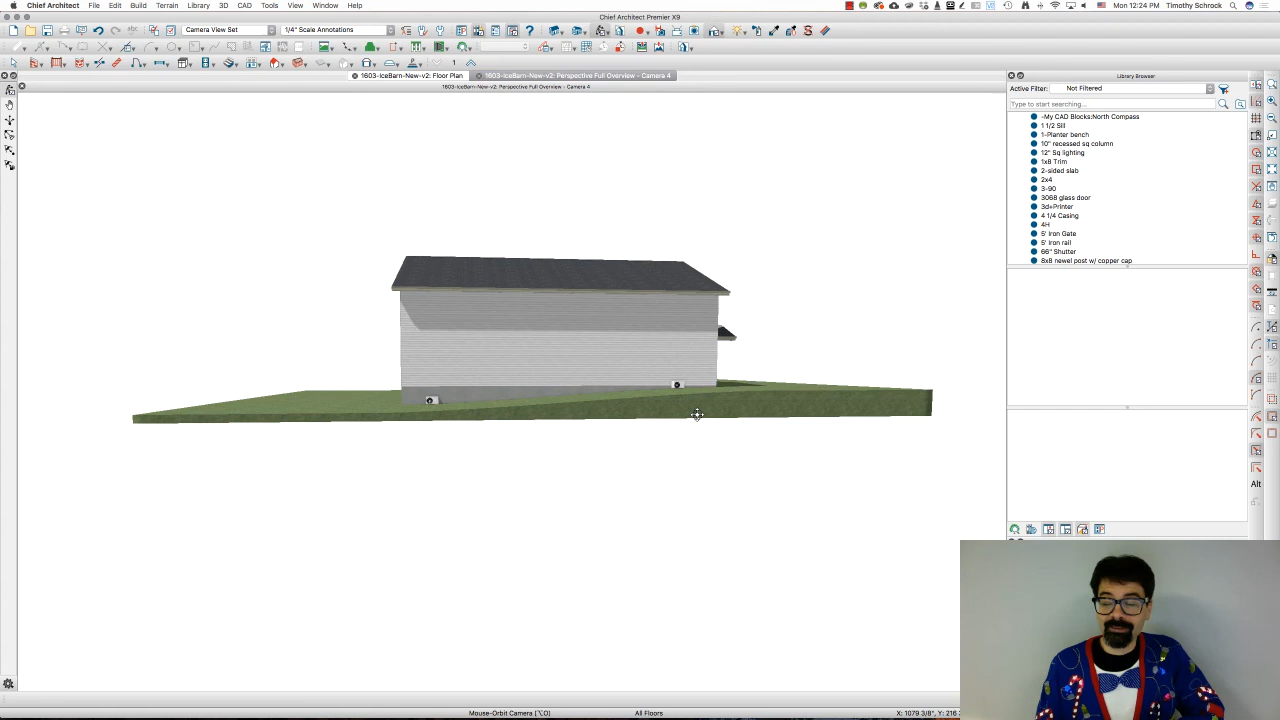 Chief Architect File Edit Build Terrain Library 3D CAD Tools View Window Help
Mon 12:24 PM Timothy Schrock
Chief Architect Premier X9
Camera View Set
1/4" Scale Annotations
1
1603-IceBarn-New-v2: Floor Plan
1603-IceBarn-New-v2: Perspective Full Overview - Camera 4
1603-IceBarn-New-v2: Perspective Full Overview - Camera 4
Library Browser
Active Filter: Not Filtered
Type to start searching...
-My CAD Blocks:North Compass
1 1/2 Sill
1-Planter bench
10" recessed sq column
12" Sq lighting
1x8 Trim
2-sided slab
2x4
3-90
3068 glass door
3d+Printer
4 1/4 Casing
4H
5' Iron Gate
5' Iron rail
66" Shutter
8x8 newel post w/ copper cap
Alt
Mouse-Orbit Camera (⌥O)
All Floors
X: 1079 3/8", Y: 216